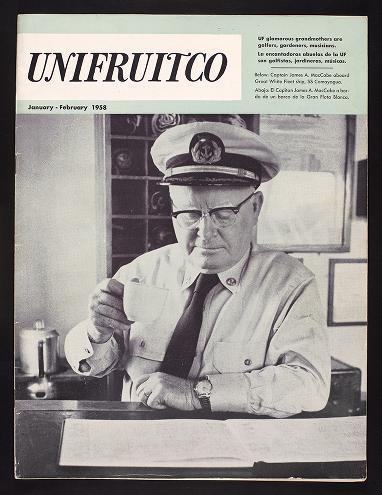 UF glamorous grandmothers are
golfers, gardeners, musicians.
La encantadoras abuelas de la UF
son golfistas, jardineras, músicas.
Below: Captain James A. MacCabe aboard
Great White Fleet ship, SS Comayagua.
Abajo: El Capitan James A. MacCabe a bor-
do de un barco de la Gran Flota Blanca.
UNIFRUITCO
January - February 1958